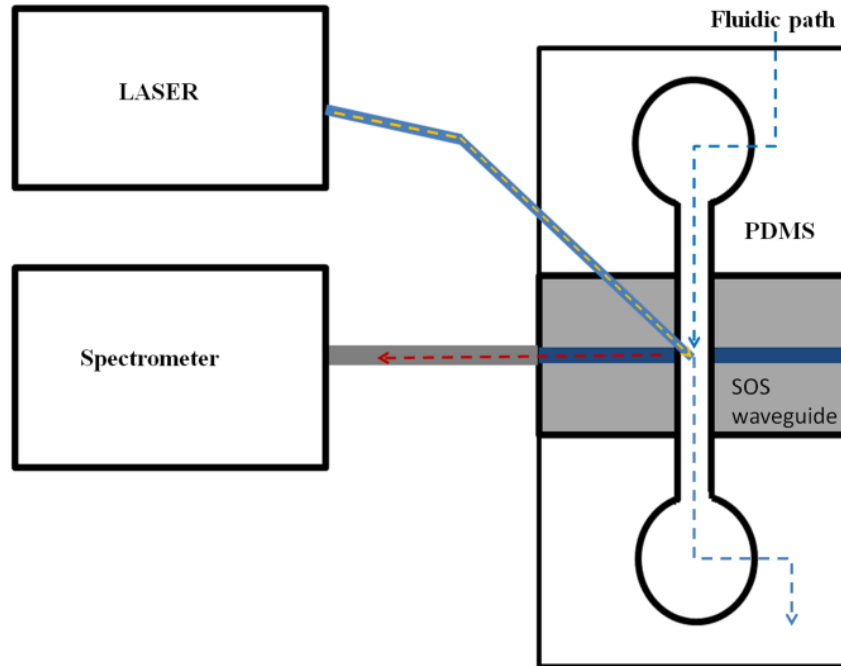 Fluidic path
LASER
PDMS
Spectrometer
SOS
waveguide